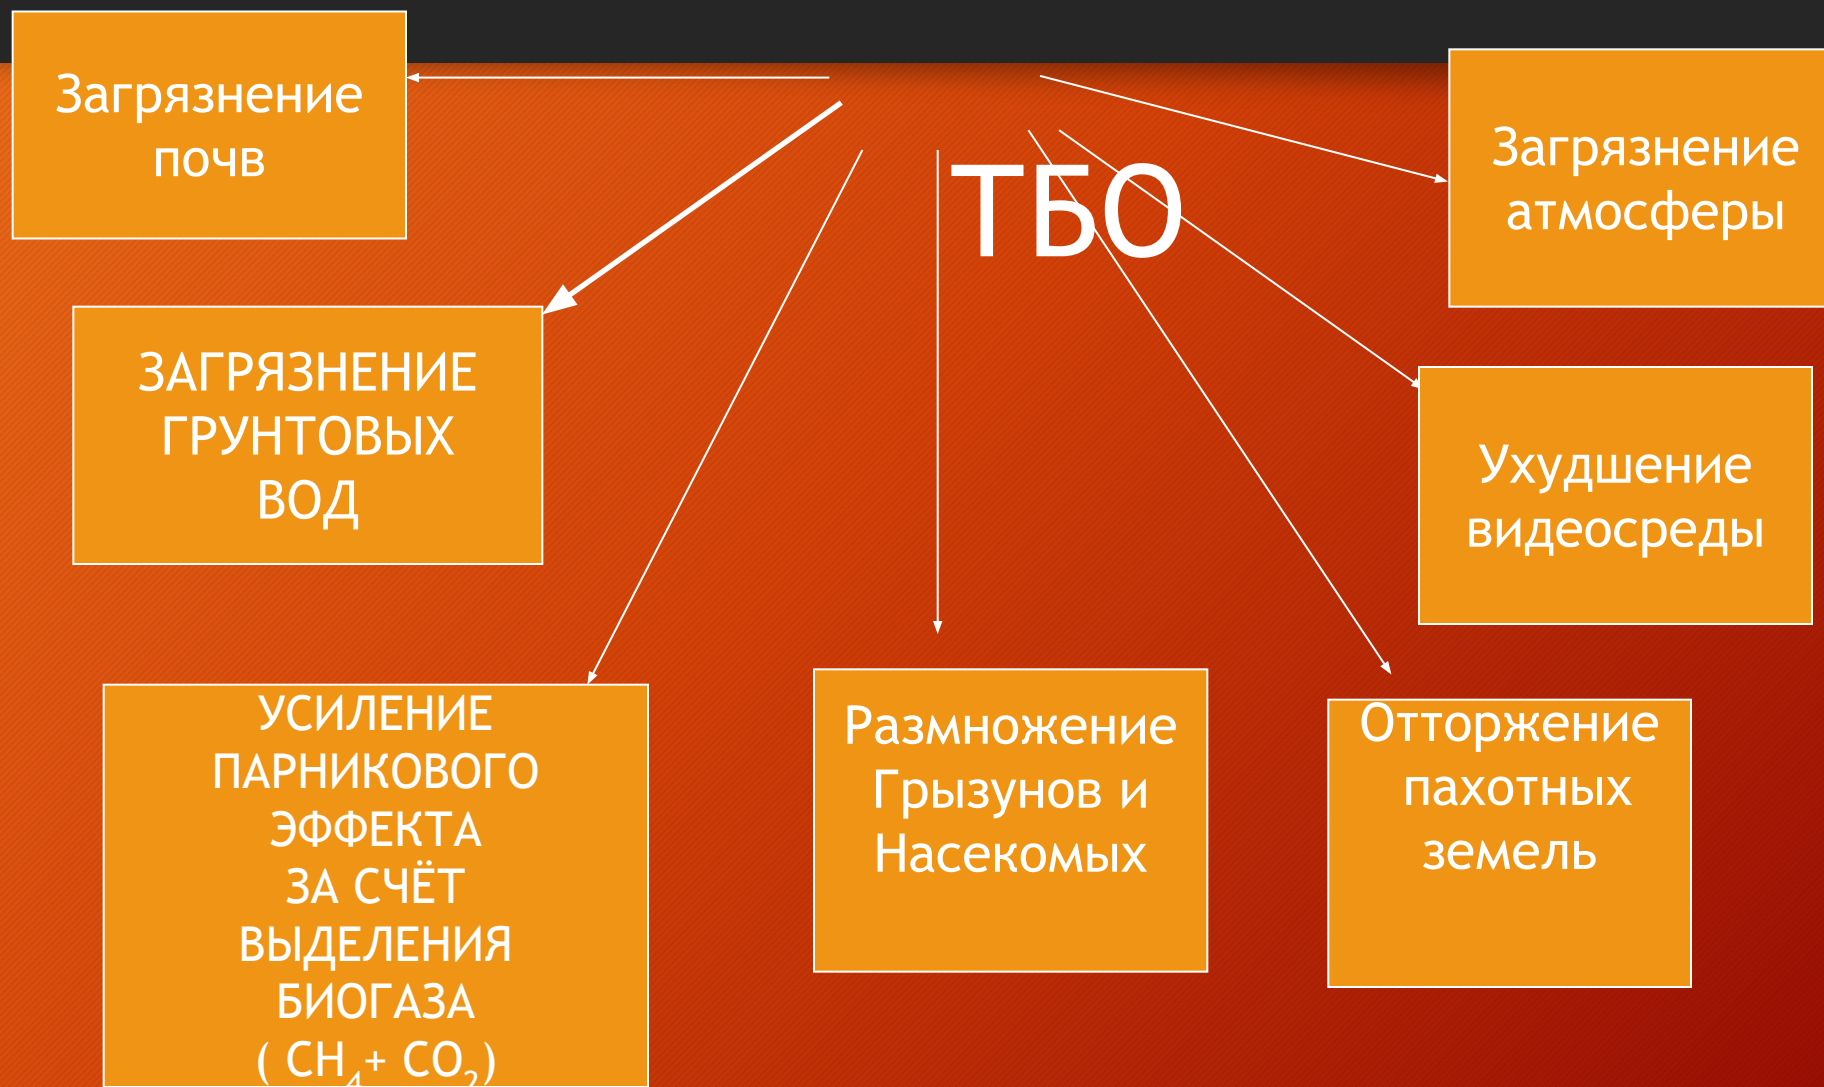 ТБО
Загрязнение
почв
Загрязнение
атмосферы
ЗАГРЯЗНЕНИЕ
ГРУНТОВЫХ
ВОД
Ухудшение
видеосреды
УСИЛЕНИЕ
ПАРНИКОВОГО
ЭФФЕКТА
ЗА СЧЁТ
ВЫДЕЛЕНИЯ
БИОГАЗА
( CH₄+ CO₂)
Размножение
Грызунов и
Насекомых
Отторжение
пахотных
земель